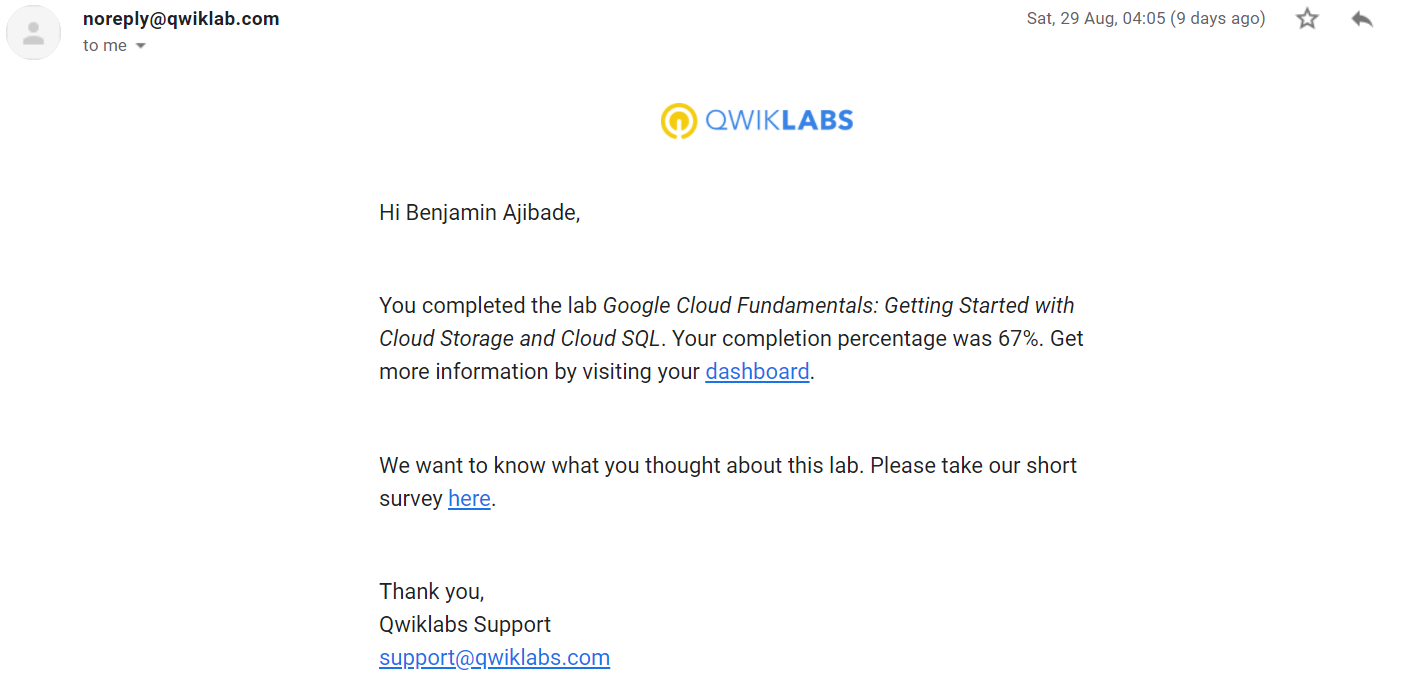 noreply@qwiklab.com
Sat, 29 Aug, 04:05 (9 days ago)
to me
QWIKLABS
Hi Benjamin Ajibade,
You completed the lab Google Cloud Fundamentals: Getting Started with
Cloud Storage and Cloud SQL. Your completion percentage was 67%. Get
more information by visiting your dashboard.
We want to know what you thought about this lab. Please take our short
survey here.
Thank you,
Qwiklabs Support
support@qwiklabs.com